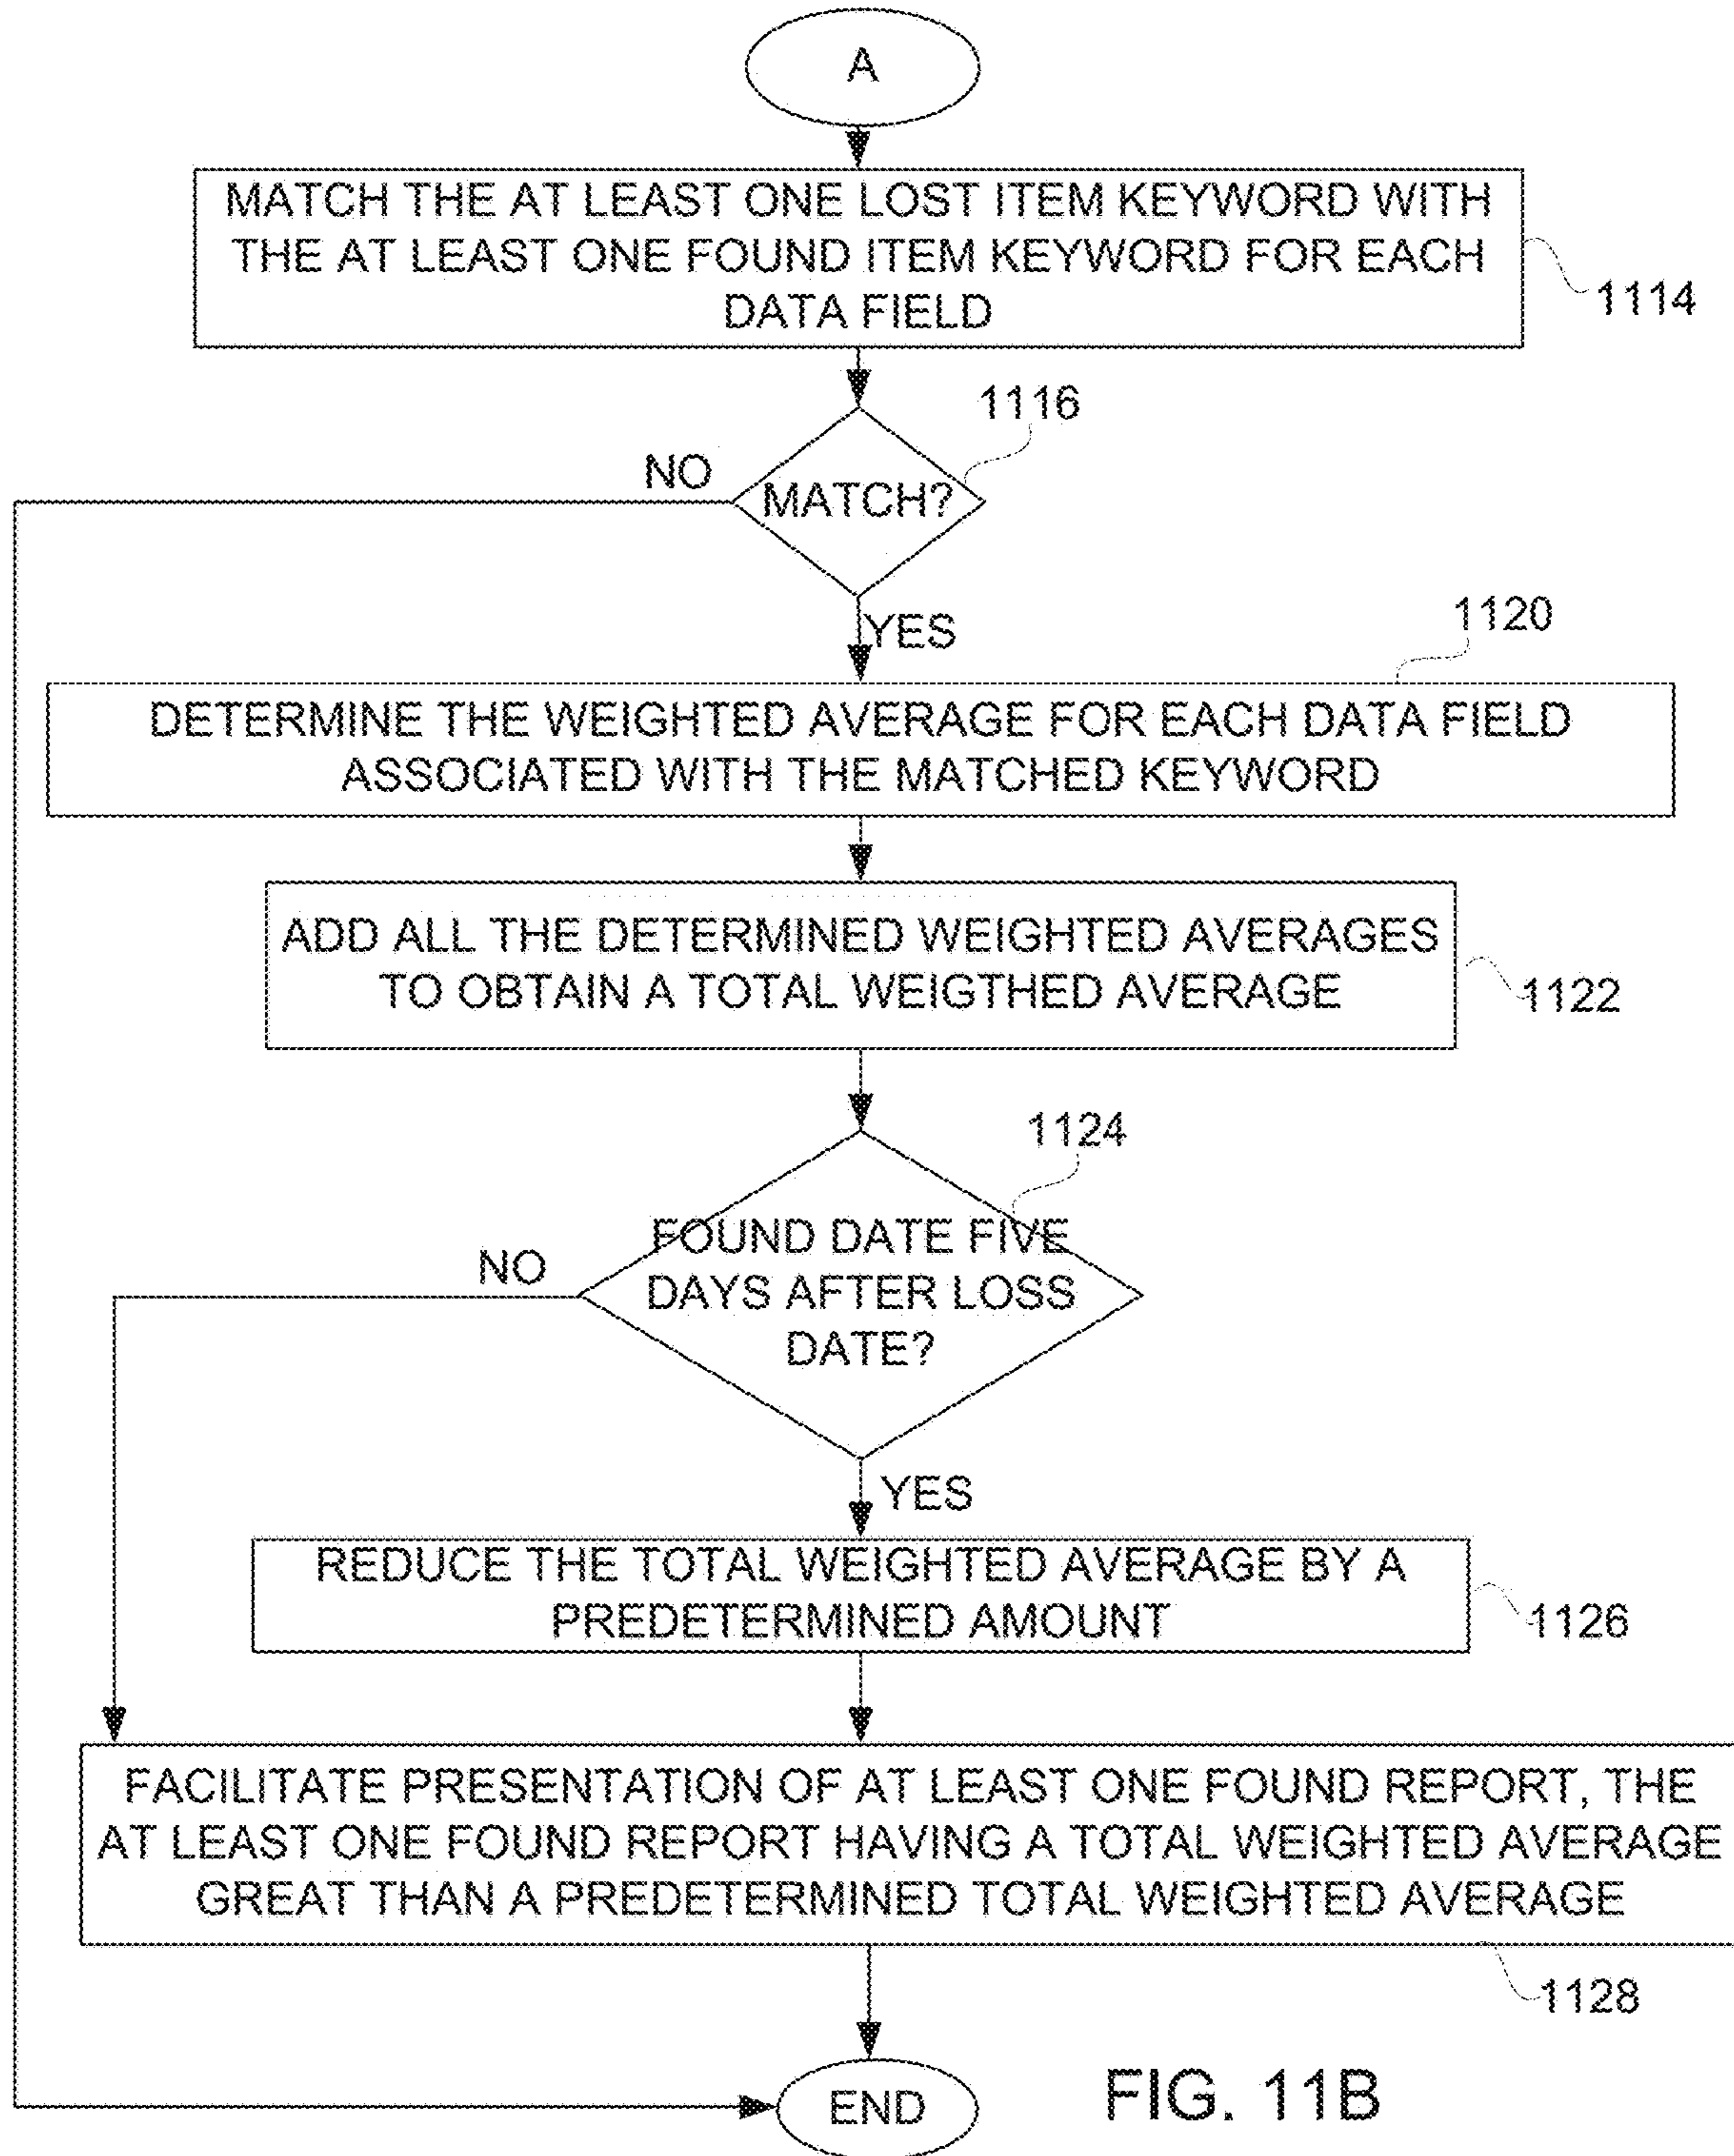 A
MATCH THE AT LEAST ONE LOST ITEM KEYWORD WITH
THE AT LEAST ONE FOUND ITEM KEYWORD FOR EACH
DATA FIELD
1114
1116
NO
MATCH?
YES
1120
DETERMINE THE WEIGHTED AVERAGE FOR EACH DATA FIELD
ASSOCIATED WITH THE MATCHED KEYWORD
ADD ALL THE DETERMINED WEIGHTED AVERAGES
TO OBTAIN A TOTAL WEIGTHED AVERAGE
1122
1124
FOUND DATE FIVE
NO
DAYS AFTER LOSS
DATE?
YES
REDUCE THE TOTAL WEIGHTED AVERAGE BY A
PREDETERMINED AMOUNT
1126
FACILITATE PRESENTATION OF AT LEAST ONE FOUND REPORT, THE
AT LEAST ONE FOUND REPORT HAVING A TOTAL WEIGHTED AVERAGE
GREAT THAN A PREDETERMINED TOTAL WEIGHTED AVERAGE
1128
END
FIG. 11B